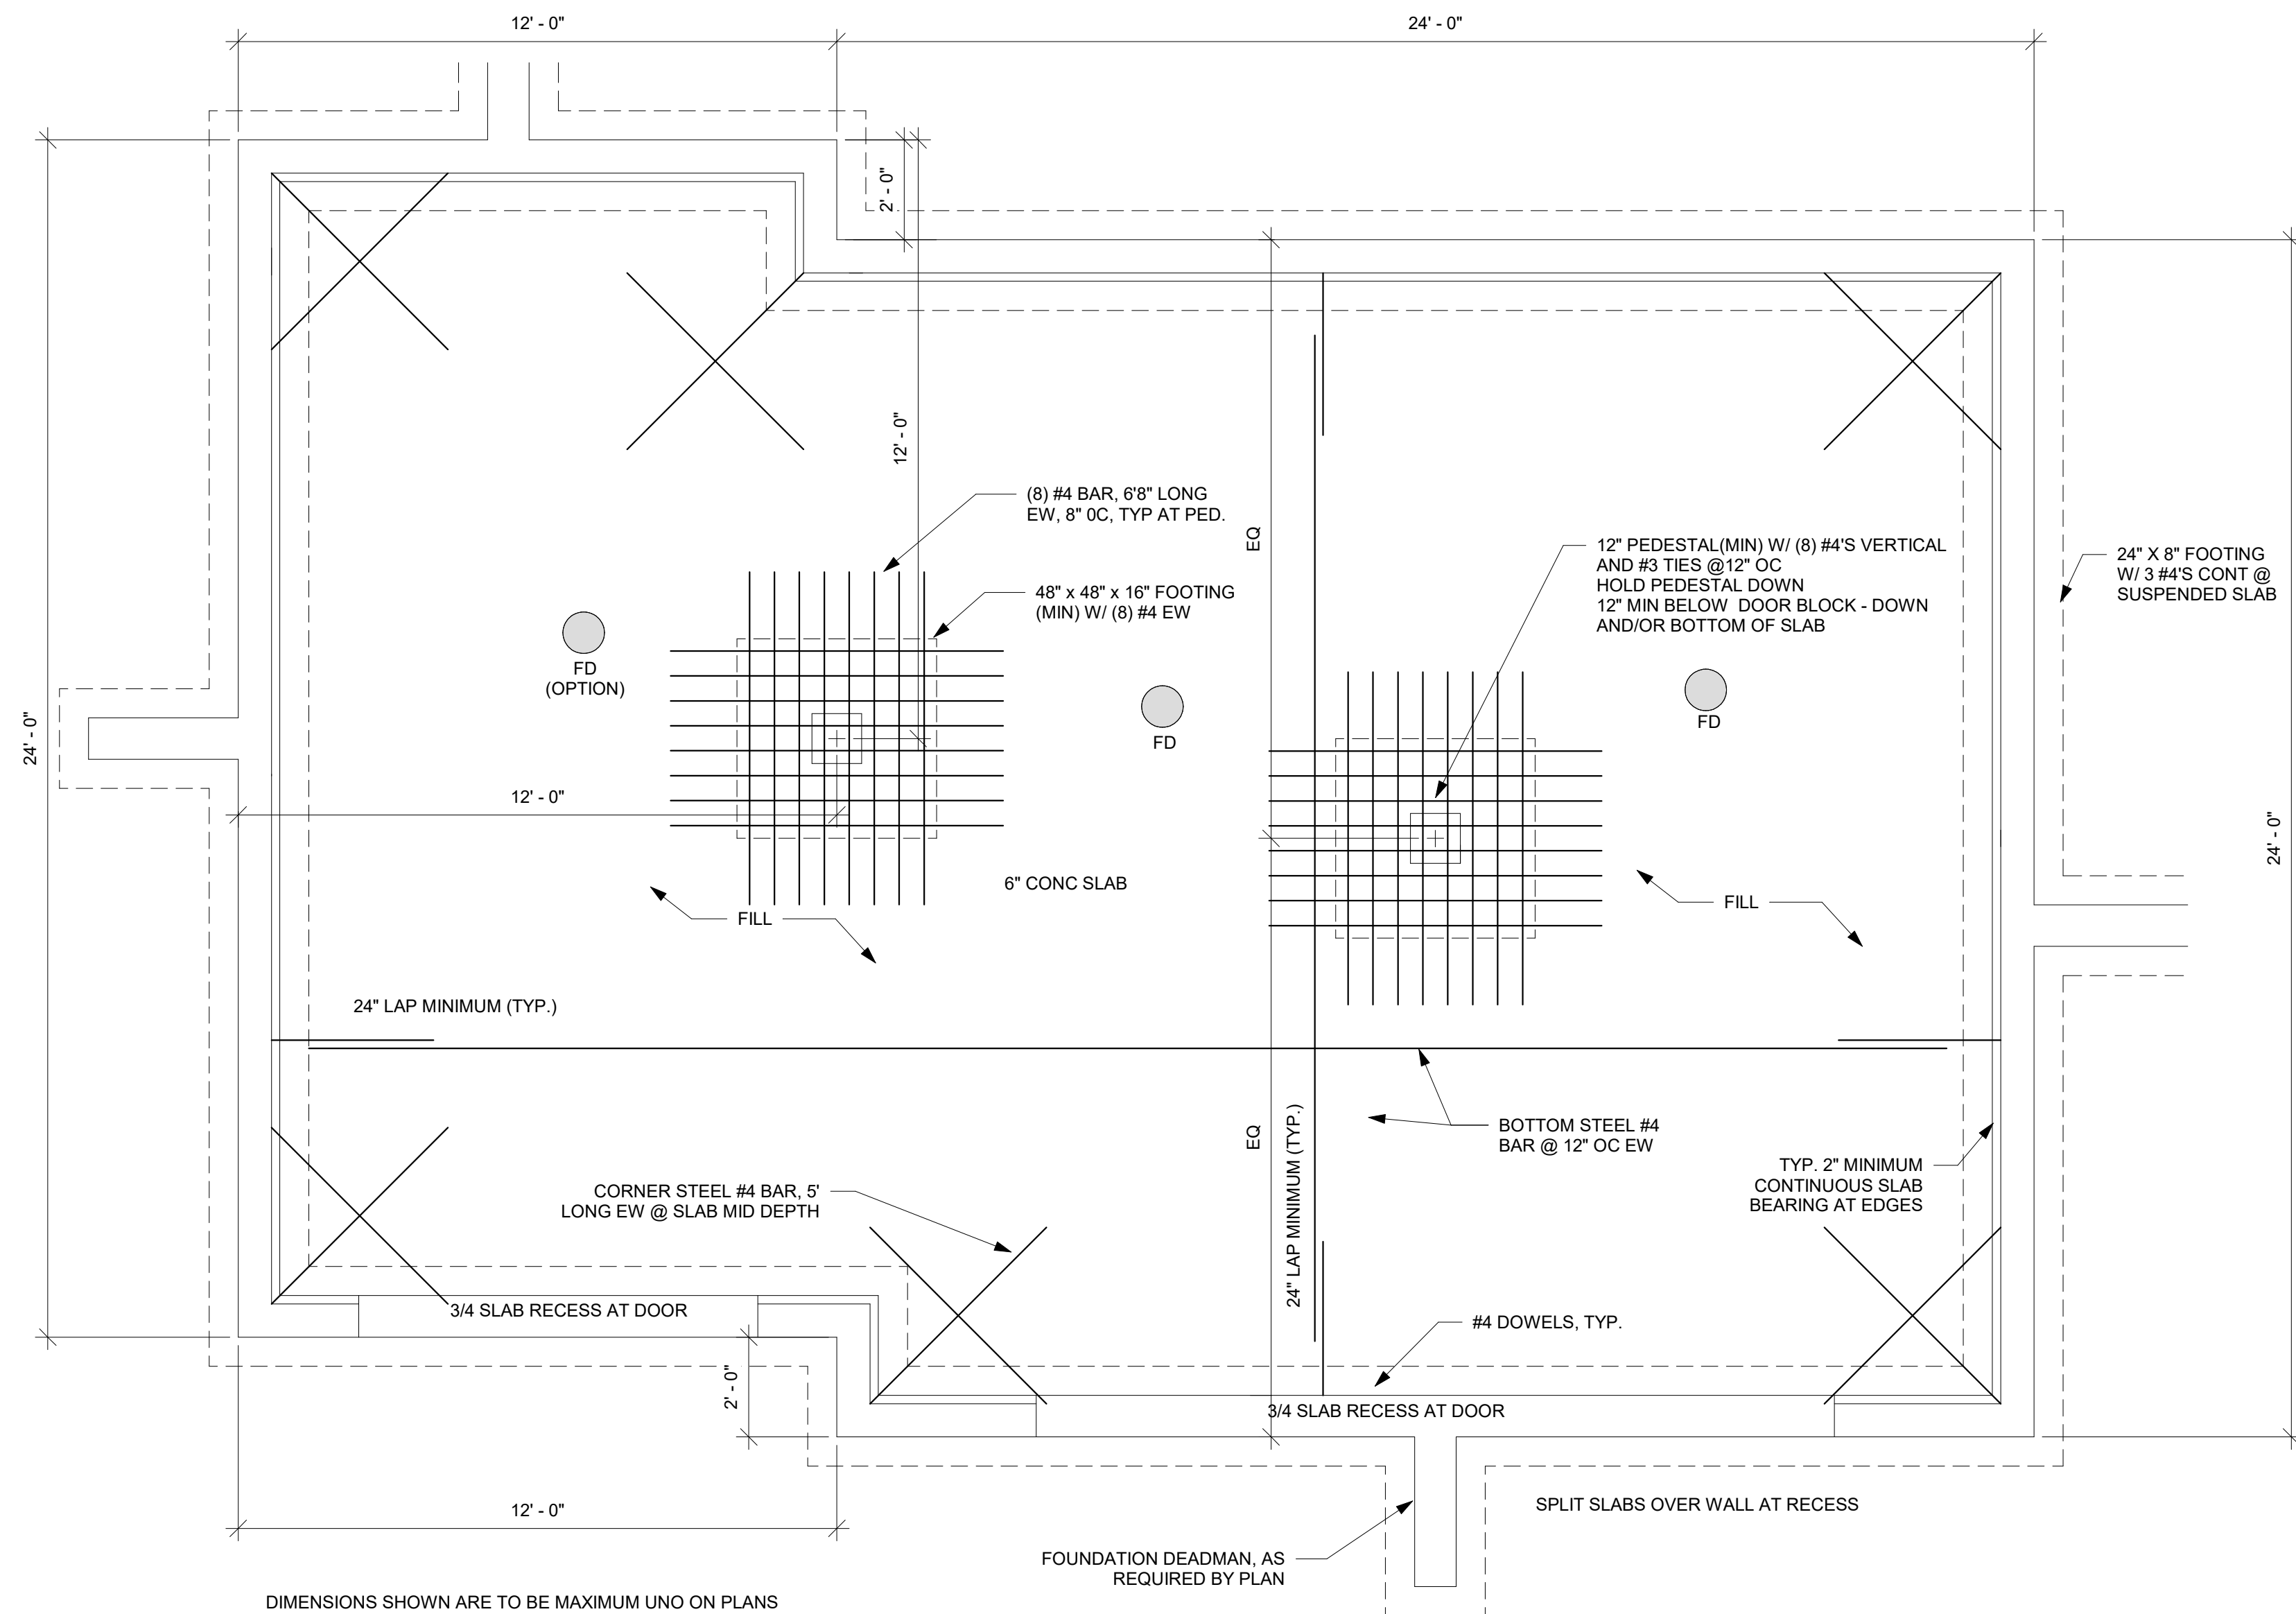 12' - 0"
24' - 0"
2' - 0"
12' - 0"
(8) #4 BAR, 6'8" LONG
EW, 8" 0C, TYP AT PED.
EQ
12" PEDESTAL(MIN) W/ (8) #4'S VERTICAL
AND #3 TIES @12" OC
HOLD PEDESTAL DOWN
12" MIN BELOW DOOR BLOCK - DOWN
AND/OR BOTTOM OF SLAB
24" X 8" FOOTING
W/ 3 #4'S CONT @
SUSPENDED SLAB
48" x 48" x 16" FOOTING
(MIN) W/ (8) #4 EW
FD
(OPTION)
FD
FD
24' - 0"
12' - 0"
24' - 0"
6" CONC SLAB
FILL
FILL
24" LAP MINIMUM (TYP.)
EQ
24" LAP MINIMUM (TYP.)
BOTTOM STEEL #4
BAR @ 12" OC EW
TYP. 2" MINIMUM
CONTINUOUS SLAB
BEARING AT EDGES
CORNER STEEL #4 BAR, 5'
LONG EW @ SLAB MID DEPTH
3/4 SLAB RECESS AT DOOR
#4 DOWELS, TYP.
2' - 0"
3/4 SLAB RECESS AT DOOR
12' - 0"
SPLIT SLABS OVER WALL AT RECESS
FOUNDATION DEADMAN, AS
REQUIRED BY PLAN
DIMENSIONS SHOWN ARE TO BE MAXIMUM UNO ON PLANS